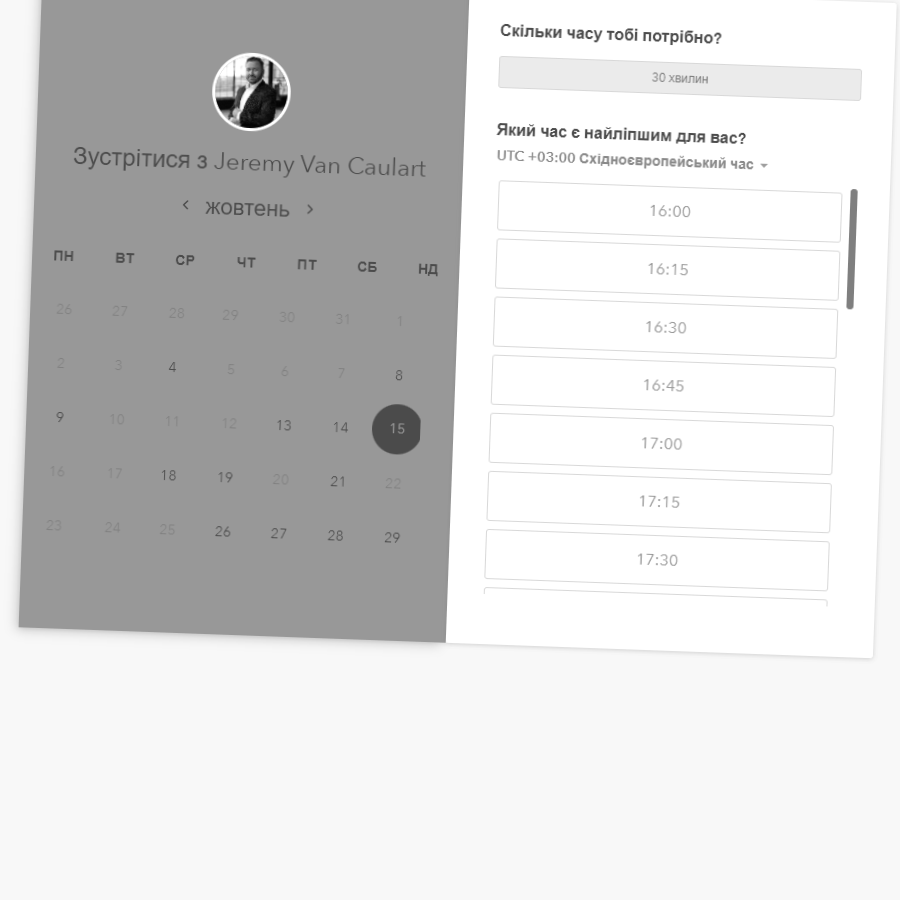 Зустрітися з Jeremy Van Caulart
жовтень
ПН ВТ СР ЧТ ПТ СБ НД
26 27 28 29 30 31 1
2 3 4 5 6 7 8
9 10 11 12 13 14 15
16 17 18 19 20 21 22
23 24 25 26 27 28 29
Скільки часу тобі потрібно?
30 хвилин
Який час є найліпшим для вас?
UTC +03:00 Східноєвропейський час
16:00
16:15
16:30
16:45
17:00
17:15
17:30